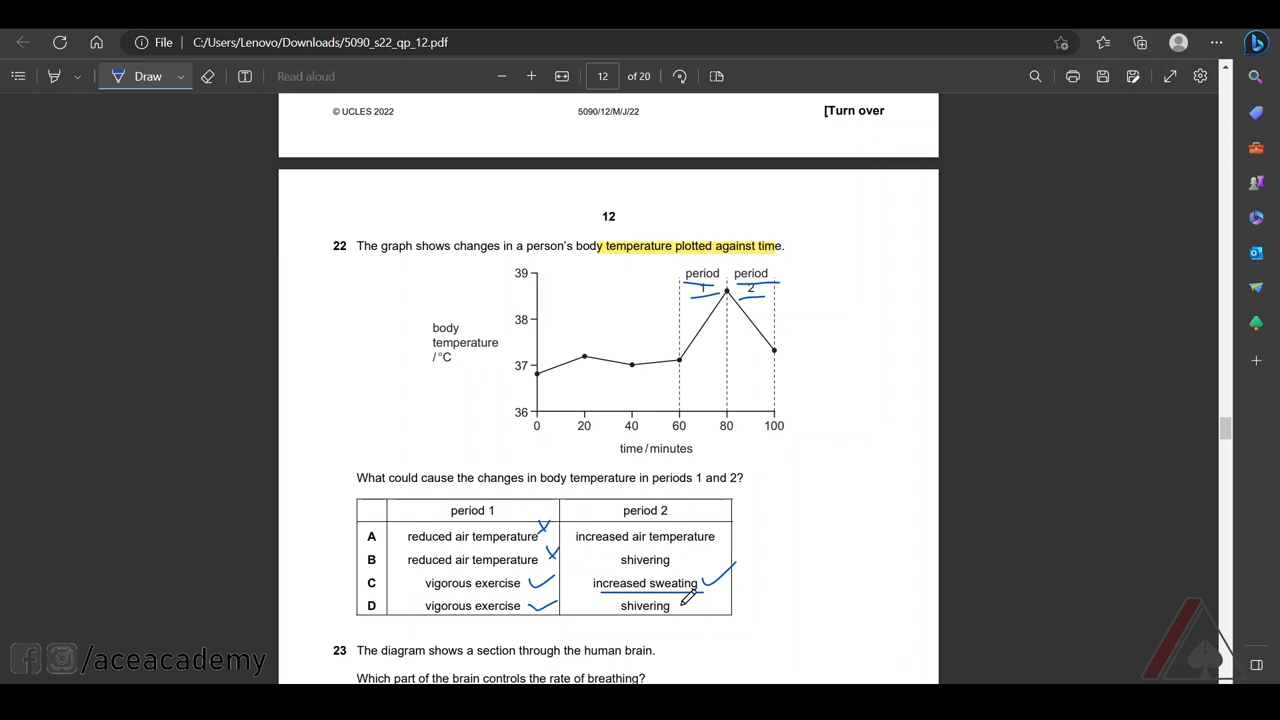 File
C:/Users/Lenovo/Downloads/5090_s22_qp_12.pdf
Draw
Read aloud
12 of 20
© UCLES 2022
5090/12/M/J/22
[Turn over
12
22 The graph shows changes in a person's body temperature plotted against time.
period 1
period 2
body temperature /°C
39
38
37
36
0 20 40 60 80 100
time / minutes
What could cause the changes in body temperature in periods 1 and 2?
period 1 period 2
A reduced air temperature increased air temperature
B reduced air temperature shivering
C vigorous exercise increased sweating
D vigorous exercise shivering
23 The diagram shows a section through the human brain.
Which part of the brain controls the rate of breathing?
/aceacademy